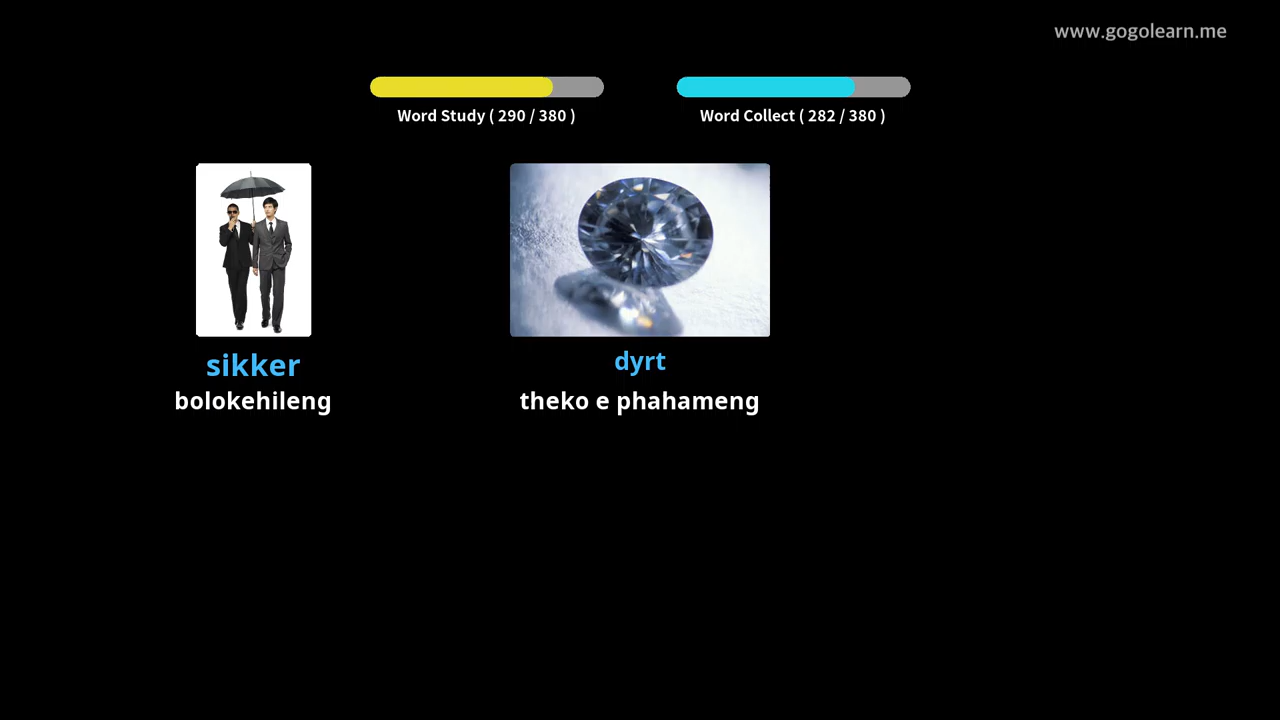 www.gogolearn.me
Word Study ( 290 / 380 )
Word Collect ( 282 / 380 )
sikker
bolokehileng
dyrt
theko e phahameng